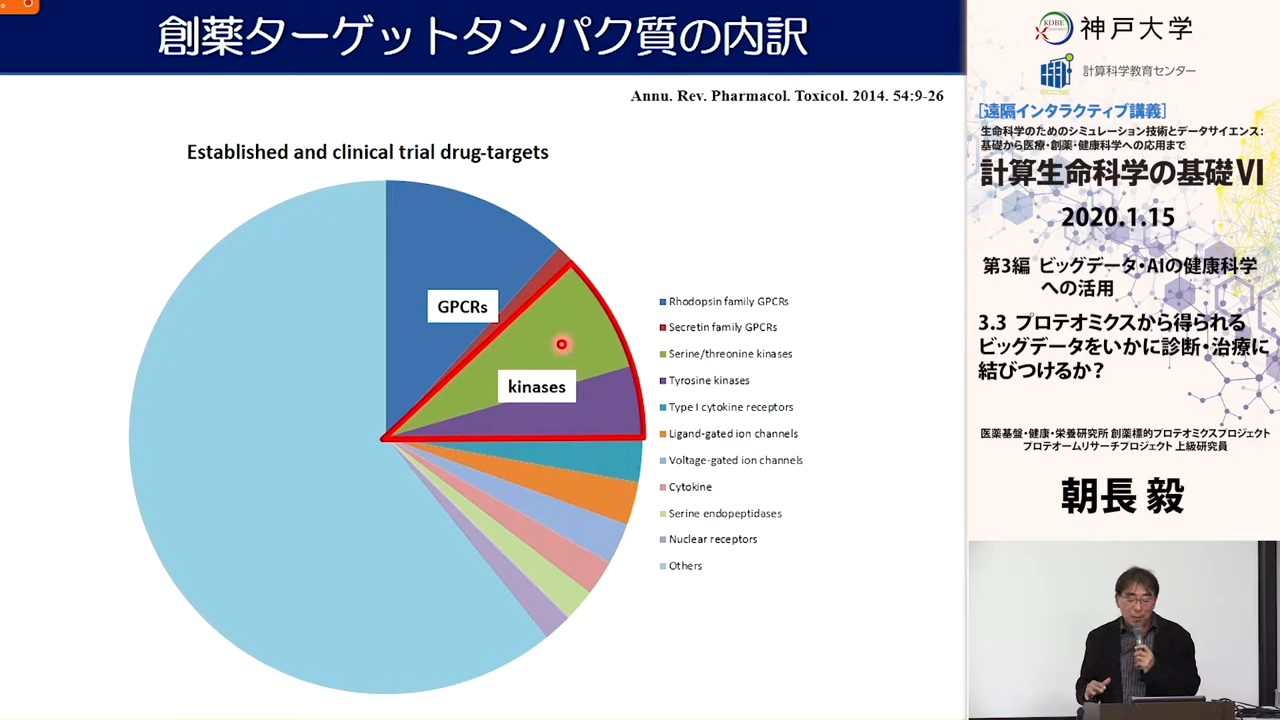 創薬ターゲットタンパク質の内訳
Annu. Rev. Pharmacol. Toxicol. 2014. 54:9-26
Established and clinical trial drug-targets
GPCRs
kinases
Rhodopsin family GPCRs
Secretin family GPCRs
Serine/threonine kinases
Tyrosine kinases
Type I cytokine receptors
Ligand-gated ion channels
Voltage-gated ion channels
Cytokine
Serine endopeptidases
Nuclear receptors
Others
KOBE
神戸大学
計算科学教育センター
[遠隔インタラクティブ講義]
生命科学のためのシミュレーション技術とデータサイエンス:
基礎から医療・創薬・健康科学への応用まで
計算生命科学の基礎Ⅵ
2020.1.15
第3編 ビッグデータ・AIの健康科学
への活用
3.3 プロテオミクスから得られる
ビッグデータをいかに診断・治療に
結びつけるか?
医薬基盤・健康・栄養研究所 創薬標的プロテオミクスプロジェクト
プロテオームリサーチプロジェクト 上級研究員
朝長 毅